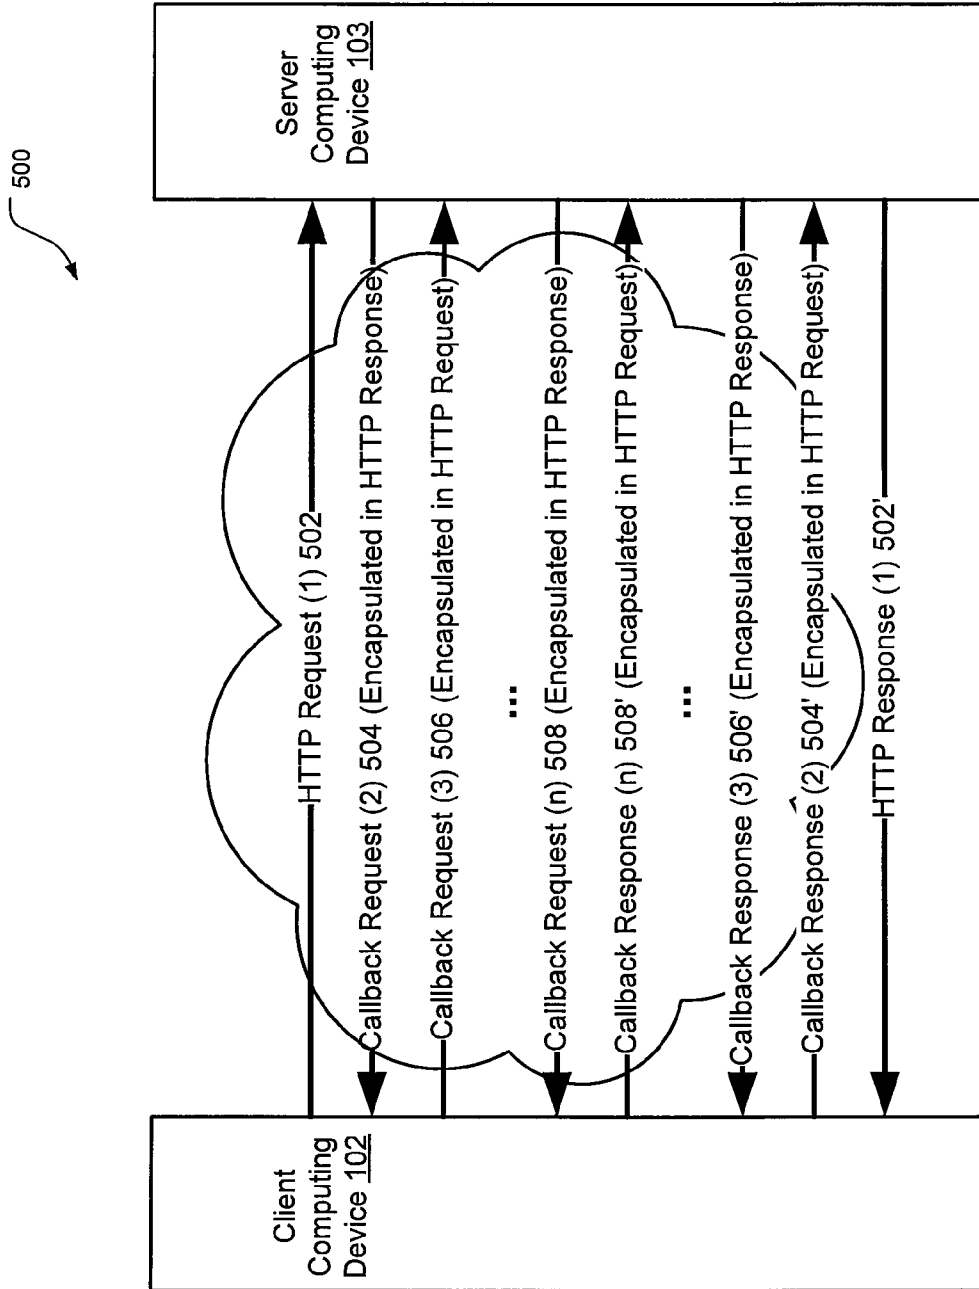 500
Client
Computing
Device 102
Server
Computing
Device 103
HTTP Request (1) 502
Callback Request (2) 504 (Encapsulated in HTTP Response)
Callback Request (3) 506 (Encapsulated in HTTP Request)
...
Callback Request (n) 508 (Encapsulated in HTTP Response)
Callback Response (n) 508' (Encapsulated in HTTP Request)
...
Callback Response (3) 506' (Encapsulated in HTTP Response)
Callback Response (2) 504' (Encapsulated in HTTP Request)
HTTP Response (1) 502'